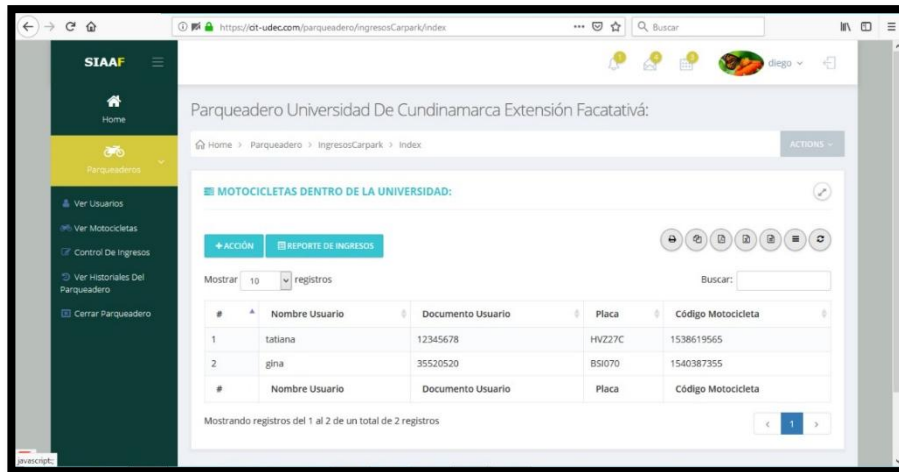 https://cit-udec.com/parqueadero/ingresosCarpark/index
Buscar
SIAAF
diego
Home
Parqueaderos
Ver Usuarios
Ver Motocicletas
Control De Ingresos
Ver Historiales Del
Parqueadero
Cerrar Parqueadero
Parqueadero Universidad De Cundinamarca Extensión Facatativá:
Home > Parqueadero > IngresosCarpark > Index
ACTIONS
MOTOCICLETAS DENTRO DE LA UNIVERSIDAD:
+ACCIÓN REPORTE DE INGRESOS
Mostrar 10 registros Buscar:
# Nombre Usuario Documento Usuario Placa Código Motocicleta
1 tatiana 12345678 HVZ27C 1538619565
2 gina 35520520 BSI070 1540387355
# Nombre Usuario Documento Usuario Placa Código Motocicleta
Mostrando registros del 1 al 2 de un total de 2 registros
< 1 >
javascript:;